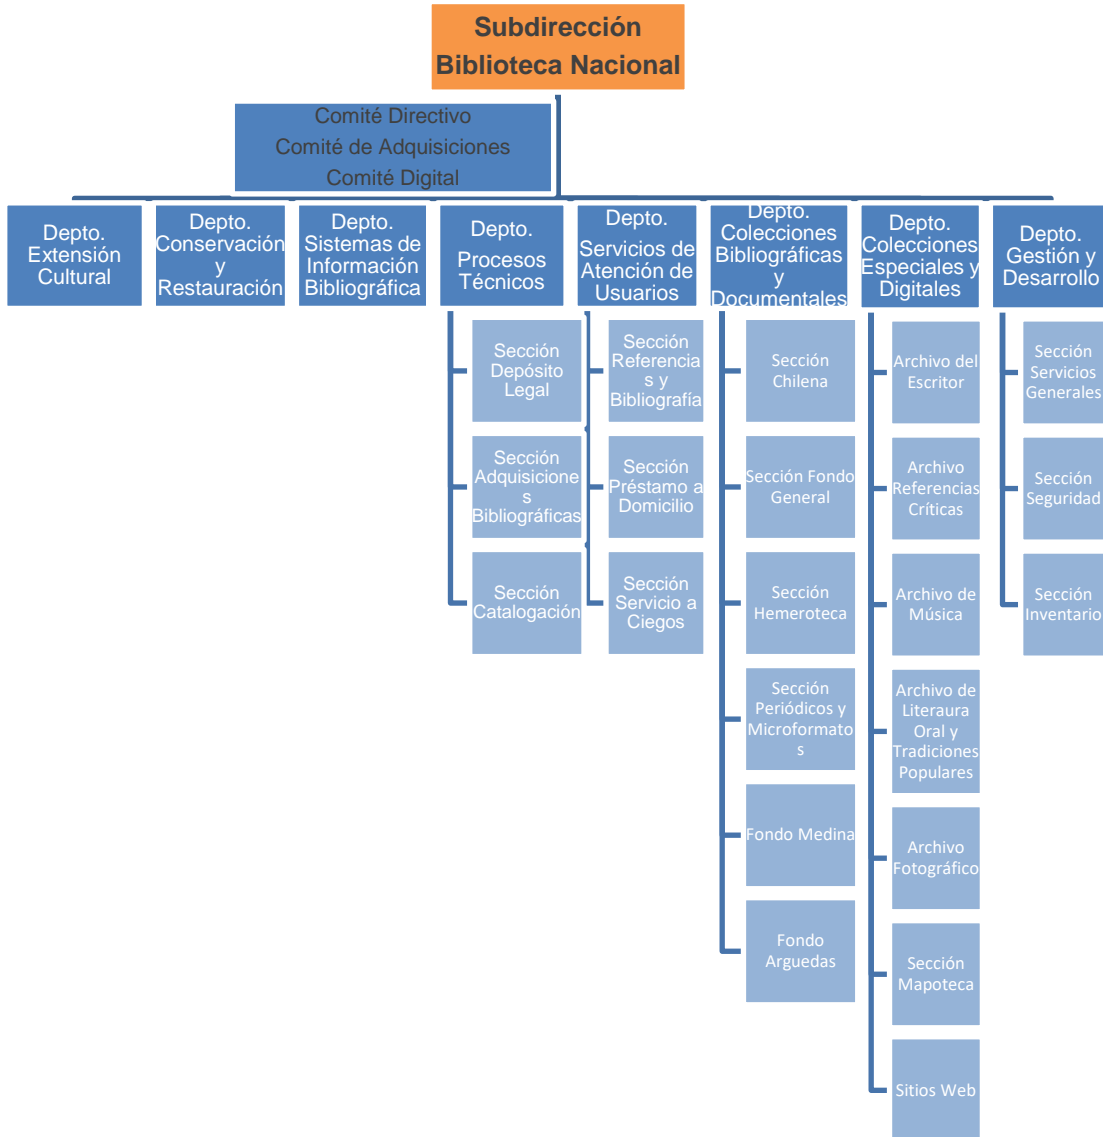 Subdirección
Biblioteca Nacional
Comité Directivo
Comité de Adquisiciones
Comité Digital
Depto.
Extensión
Cultural
Depto.
Conservación
y
Restauración
Depto.
Sistemas de
Información
Bibliográfica
Depto.
Procesos
Técnicos
Depto.
Servicios de
Atención de
Usuarios
Depto.
Colecciones
Bibliográficas
y
Documentales
Depto.
Colecciones
Especiales y
Digitales
Depto.
Gestión y
Desarrollo
Sección
Depósito
Legal
Sección
Adquisicione
s
Bibliográficas
Sección
Catalogación
Sección
Referencia
s y
Bibliografía
Sección
Préstamo a
Domicilio
Sección
Servicio a
Ciegos
Sección
Chilena
Sección Fondo
General
Sección
Hemeroteca
Sección
Periódicos y
Microformato
s
Fondo Medina
Fondo
Arguedas
Archivo del
Escritor
Archivo
Referencias
Críticas
Archivo de
Música
Archivo de
Literaura
Oral y
Tradiciones
Populares
Archivo
Fotográfico
Sección
Mapoteca
Sitios Web
Sección
Servicios
Generales
Sección
Seguridad
Sección
Inventario